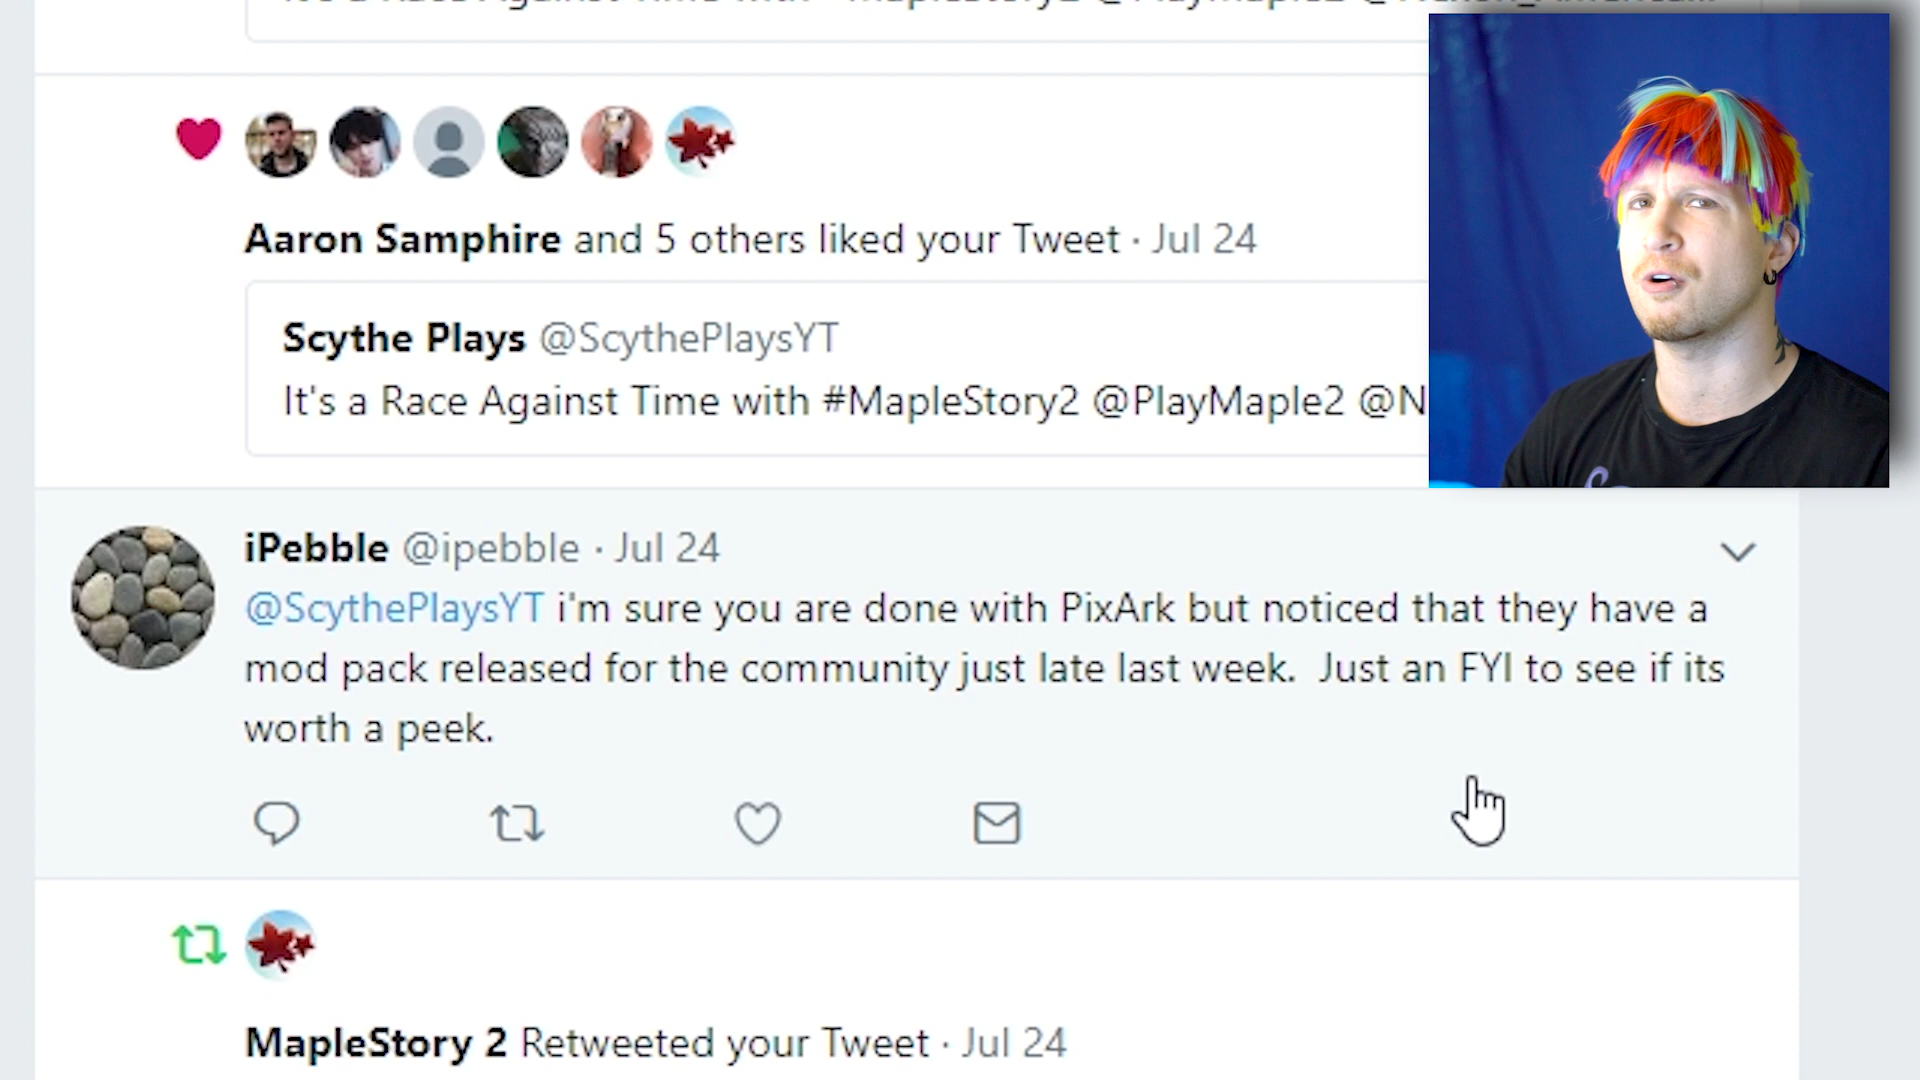 Aaron Samphire and 5 others liked your Tweet · Jul 24
Scythe Plays @ScythePlaysYT
It's a Race Against Time with #MapleStory2 @PlayMaple2 @N
iPebble @ipebble · Jul 24
@ScythePlaysYT i'm sure you are done with PixArk but noticed that they have a
mod pack released for the community just late last week.  Just an FYI to see if its
worth a peek.
MapleStory 2 Retweeted your Tweet · Jul 24